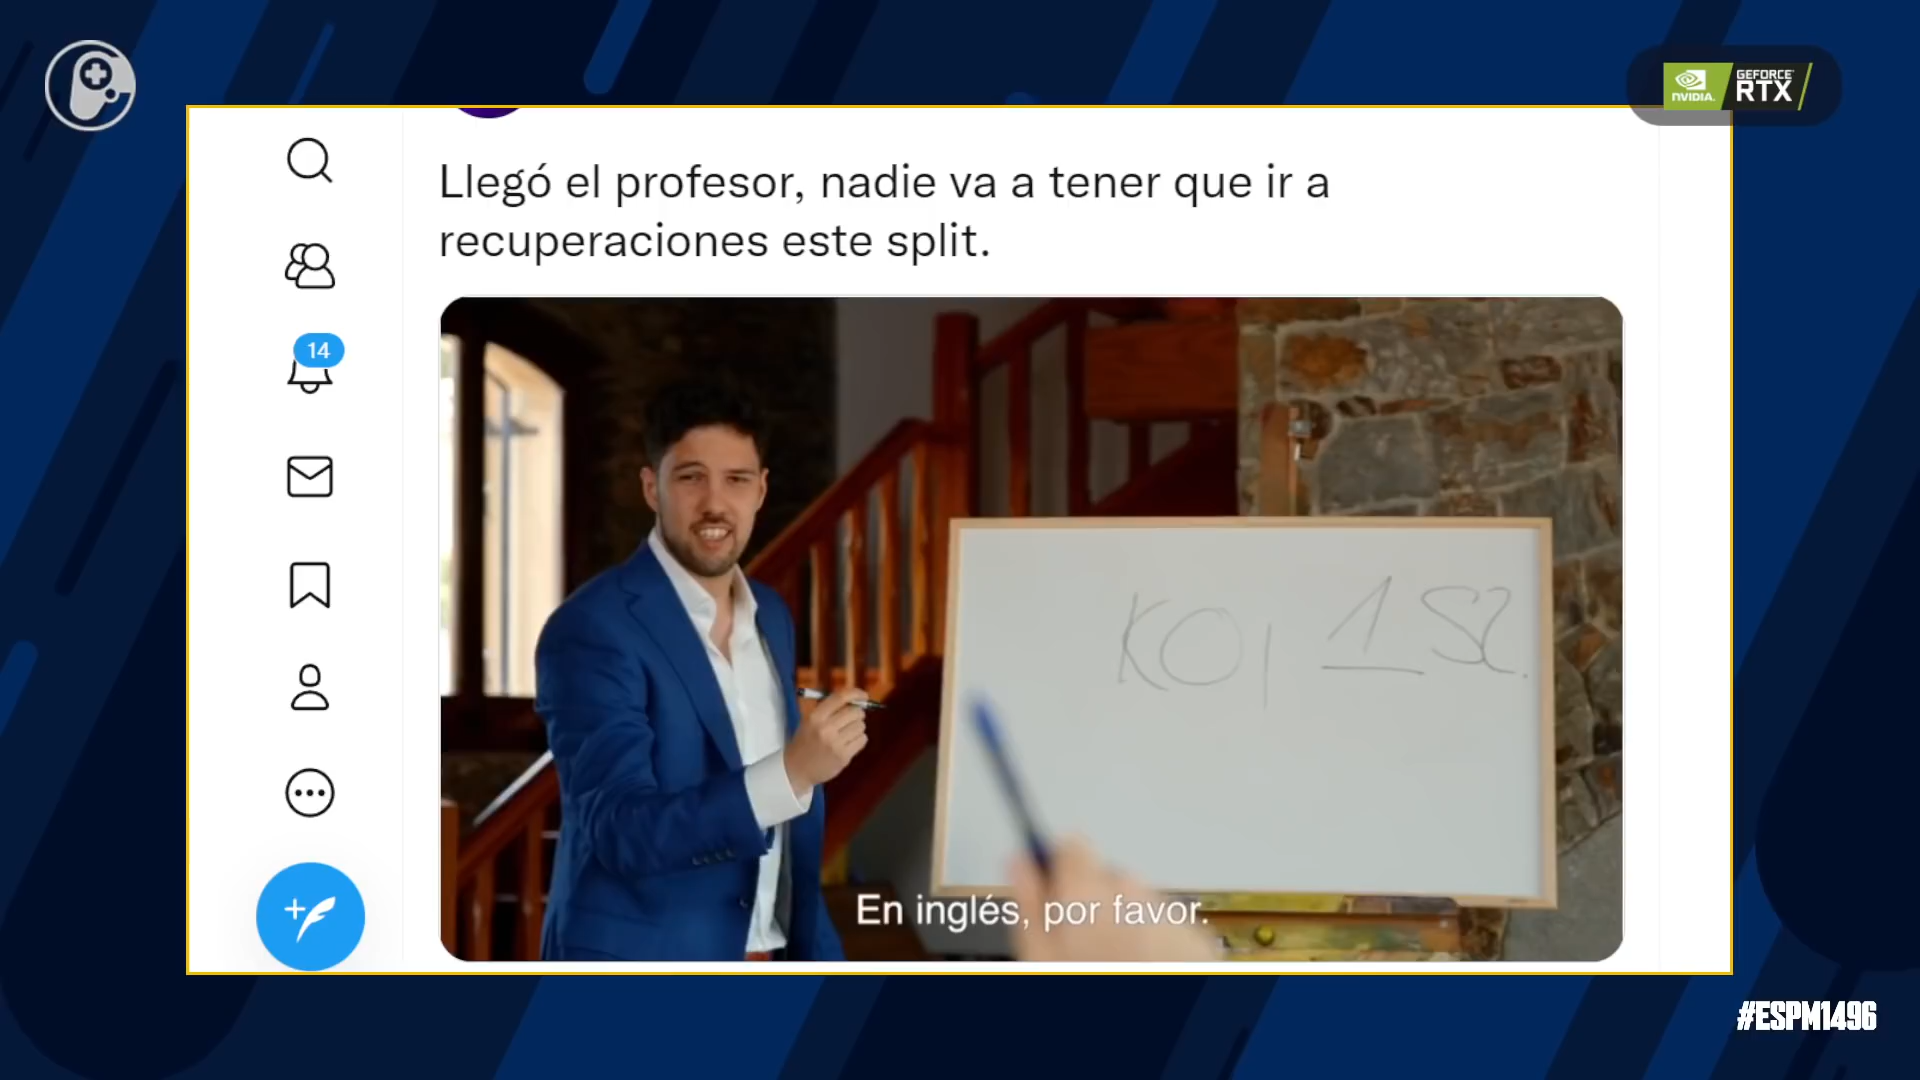 NVIDIA.
GEFORCE
RTX
Llegó el profesor, nadie va a tener que ir a
recuperaciones este split.
14
KOI
En inglés, por favor.
#ESPM1496